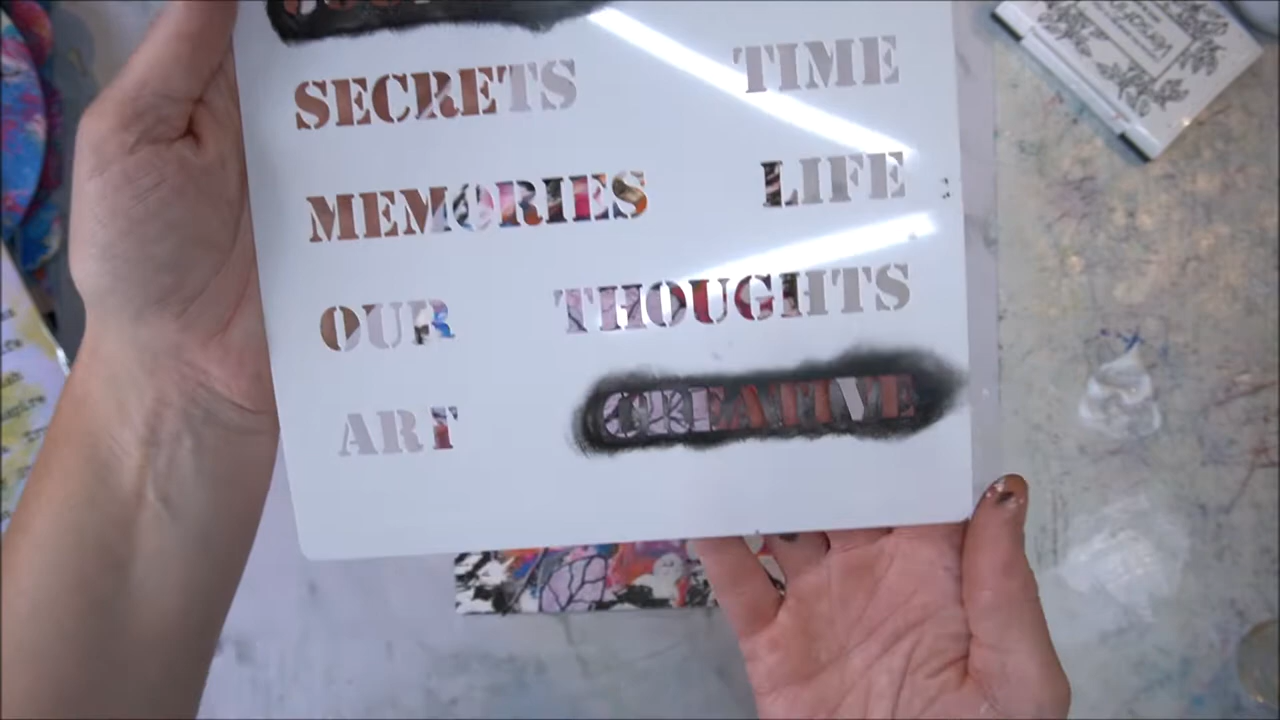 SECRETS TIME
MEMORIES LIFE
OUR THOUGHTS
ART CREATIVE